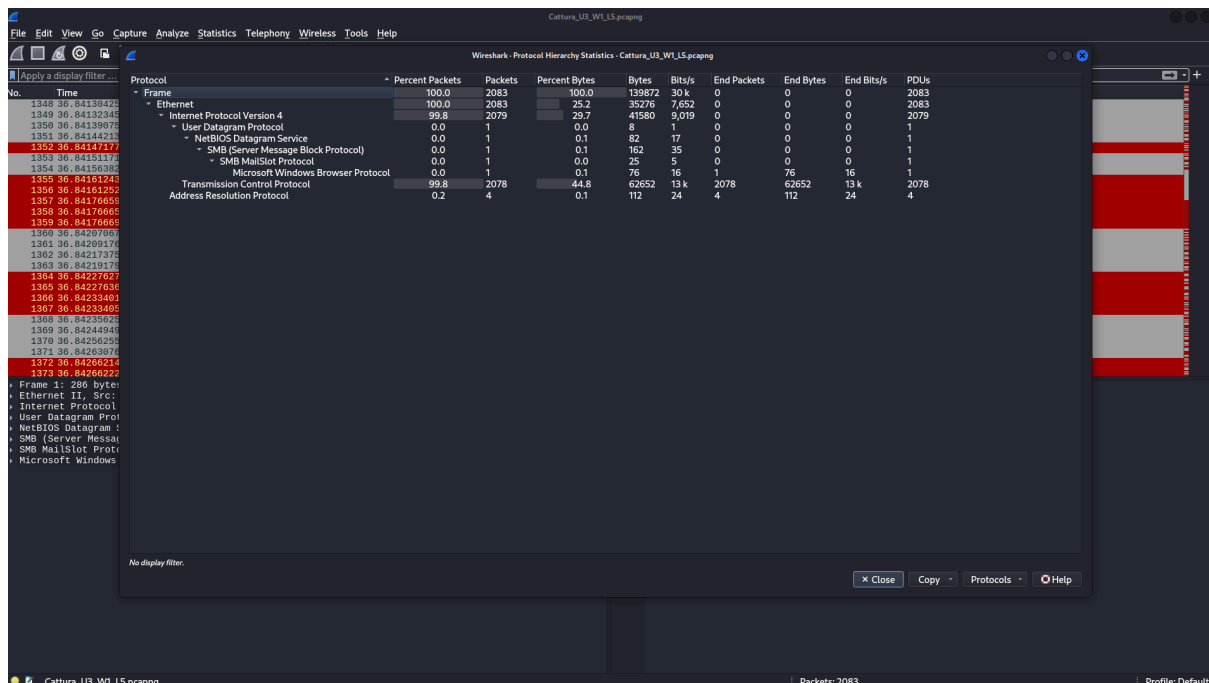 Cattura_U3_W1_L5.pcapng
File Edit View Go Capture Analyze Statistics Telephony Wireless Tools Help
Wireshark · Protocol Hierarchy Statistics · Cattura_U3_W1_L5.pcapng
Apply a display filter ...
No. Time
Protocol Percent Packets Packets Percent Bytes Bytes Bits/s End Packets End Bytes End Bits/s PDUs
Frame 100.0 2083 100.0 139872 30 k 0 0 0 2083
Ethernet 100.0 2083 25.2 35276 7,652 0 0 0 2083
Internet Protocol Version 4 99.8 2079 29.7 41580 9,019 0 0 0 2079
User Datagram Protocol 0.0 1 0.0 8 1 0 0 0 1
NetBIOS Datagram Service 0.0 1 0.1 82 17 0 0 0 1
SMB (Server Message Block Protocol) 0.0 1 0.1 162 35 0 0 0 1
SMB MailSlot Protocol 0.0 1 0.0 25 5 0 0 0 1
Microsoft Windows Browser Protocol 0.0 1 0.1 76 16 1 76 16 1
Transmission Control Protocol 99.8 2078 44.8 62652 13 k 2078 62652 13 k 2078
Address Resolution Protocol 0.2 4 0.1 112 24 4 112 24 4
1348 36.84130425
1349 36.84132345
1350 36.84139075
1351 36.84144213
1352 36.84147177
1353 36.84151171
1354 36.84156382
1355 36.84161243
1356 36.84161252
1357 36.84176659
1358 36.84176665
1359 36.84176669
1360 36.84207067
1361 36.84209176
1362 36.84217375
1363 36.84219179
1364 36.84227627
1365 36.84227636
1366 36.84233401
1367 36.84233405
1368 36.84235625
1369 36.84244949
1370 36.84256255
1371 36.84263076
1372 36.84266214
1373 36.84266222
Frame 1: 286 bytes
Ethernet II, Src:
Internet Protocol
User Datagram Prot
NetBIOS Datagram S
SMB (Server Messag
SMB MailSlot Proto
Microsoft Windows
No display filter.
Close Copy Protocols Help
Cattura_U3_W1_L5.pcapng Packets: 2083 Profile: Default